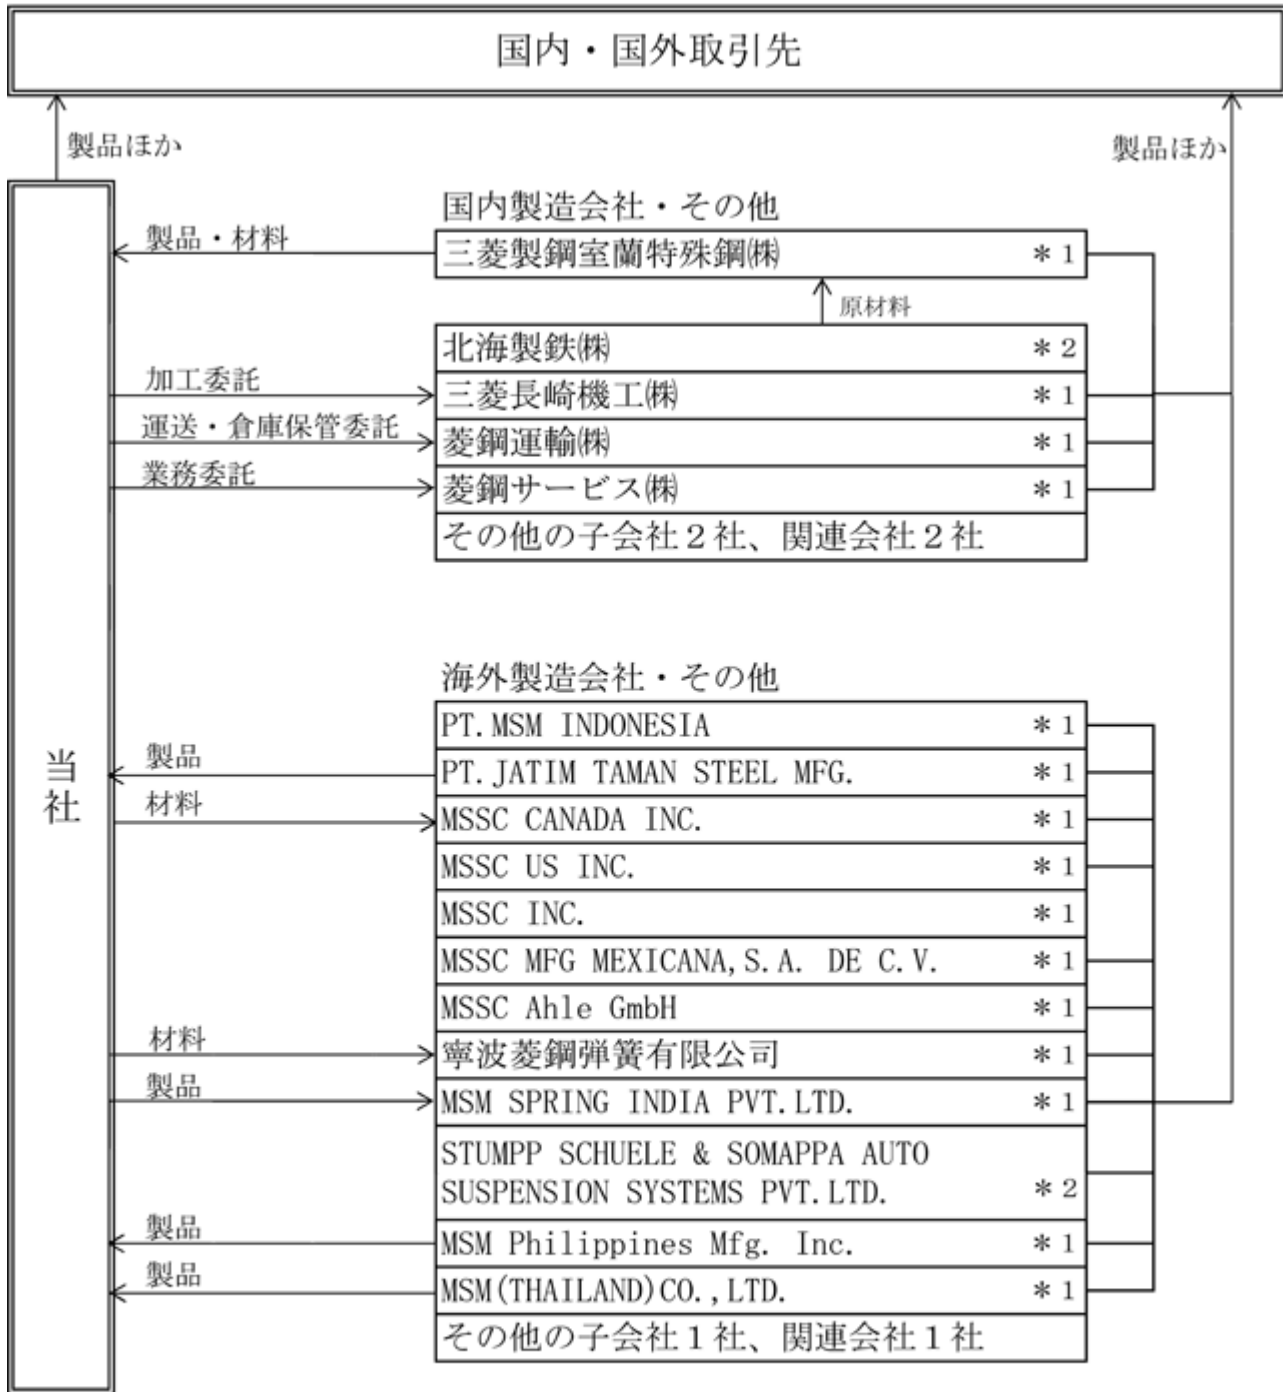 国内・国外取引先
製品ほか
製品ほか
国内製造会社・その他
製品・材料
三菱製鋼室蘭特殊鋼㈱ ＊1
原材料
北海製鉄㈱ ＊2
加工委託
三菱長崎機工㈱ ＊1
運送・倉庫保管委託
菱鋼運輸㈱ ＊1
業務委託
菱鋼サービス㈱ ＊1
その他の子会社２社、関連会社２社
当社
海外製造会社・その他
PT.MSM INDONESIA ＊1
製品
PT.JATIM TAMAN STEEL MFG. ＊1
材料
MSSC CANADA INC. ＊1
MSSC US INC. ＊1
MSSC INC. ＊1
MSSC MFG MEXICANA,S.A. DE C.V. ＊1
MSSC Ahle GmbH ＊1
材料
寧波菱鋼弾簧有限公司 ＊1
製品
MSM SPRING INDIA PVT.LTD. ＊1
STUMPP SCHUELE & SOMAPPA AUTO
SUSPENSION SYSTEMS PVT.LTD. ＊2
製品
MSM Philippines Mfg. Inc. ＊1
製品
MSM(THAILAND)CO.,LTD. ＊1
その他の子会社１社、関連会社１社